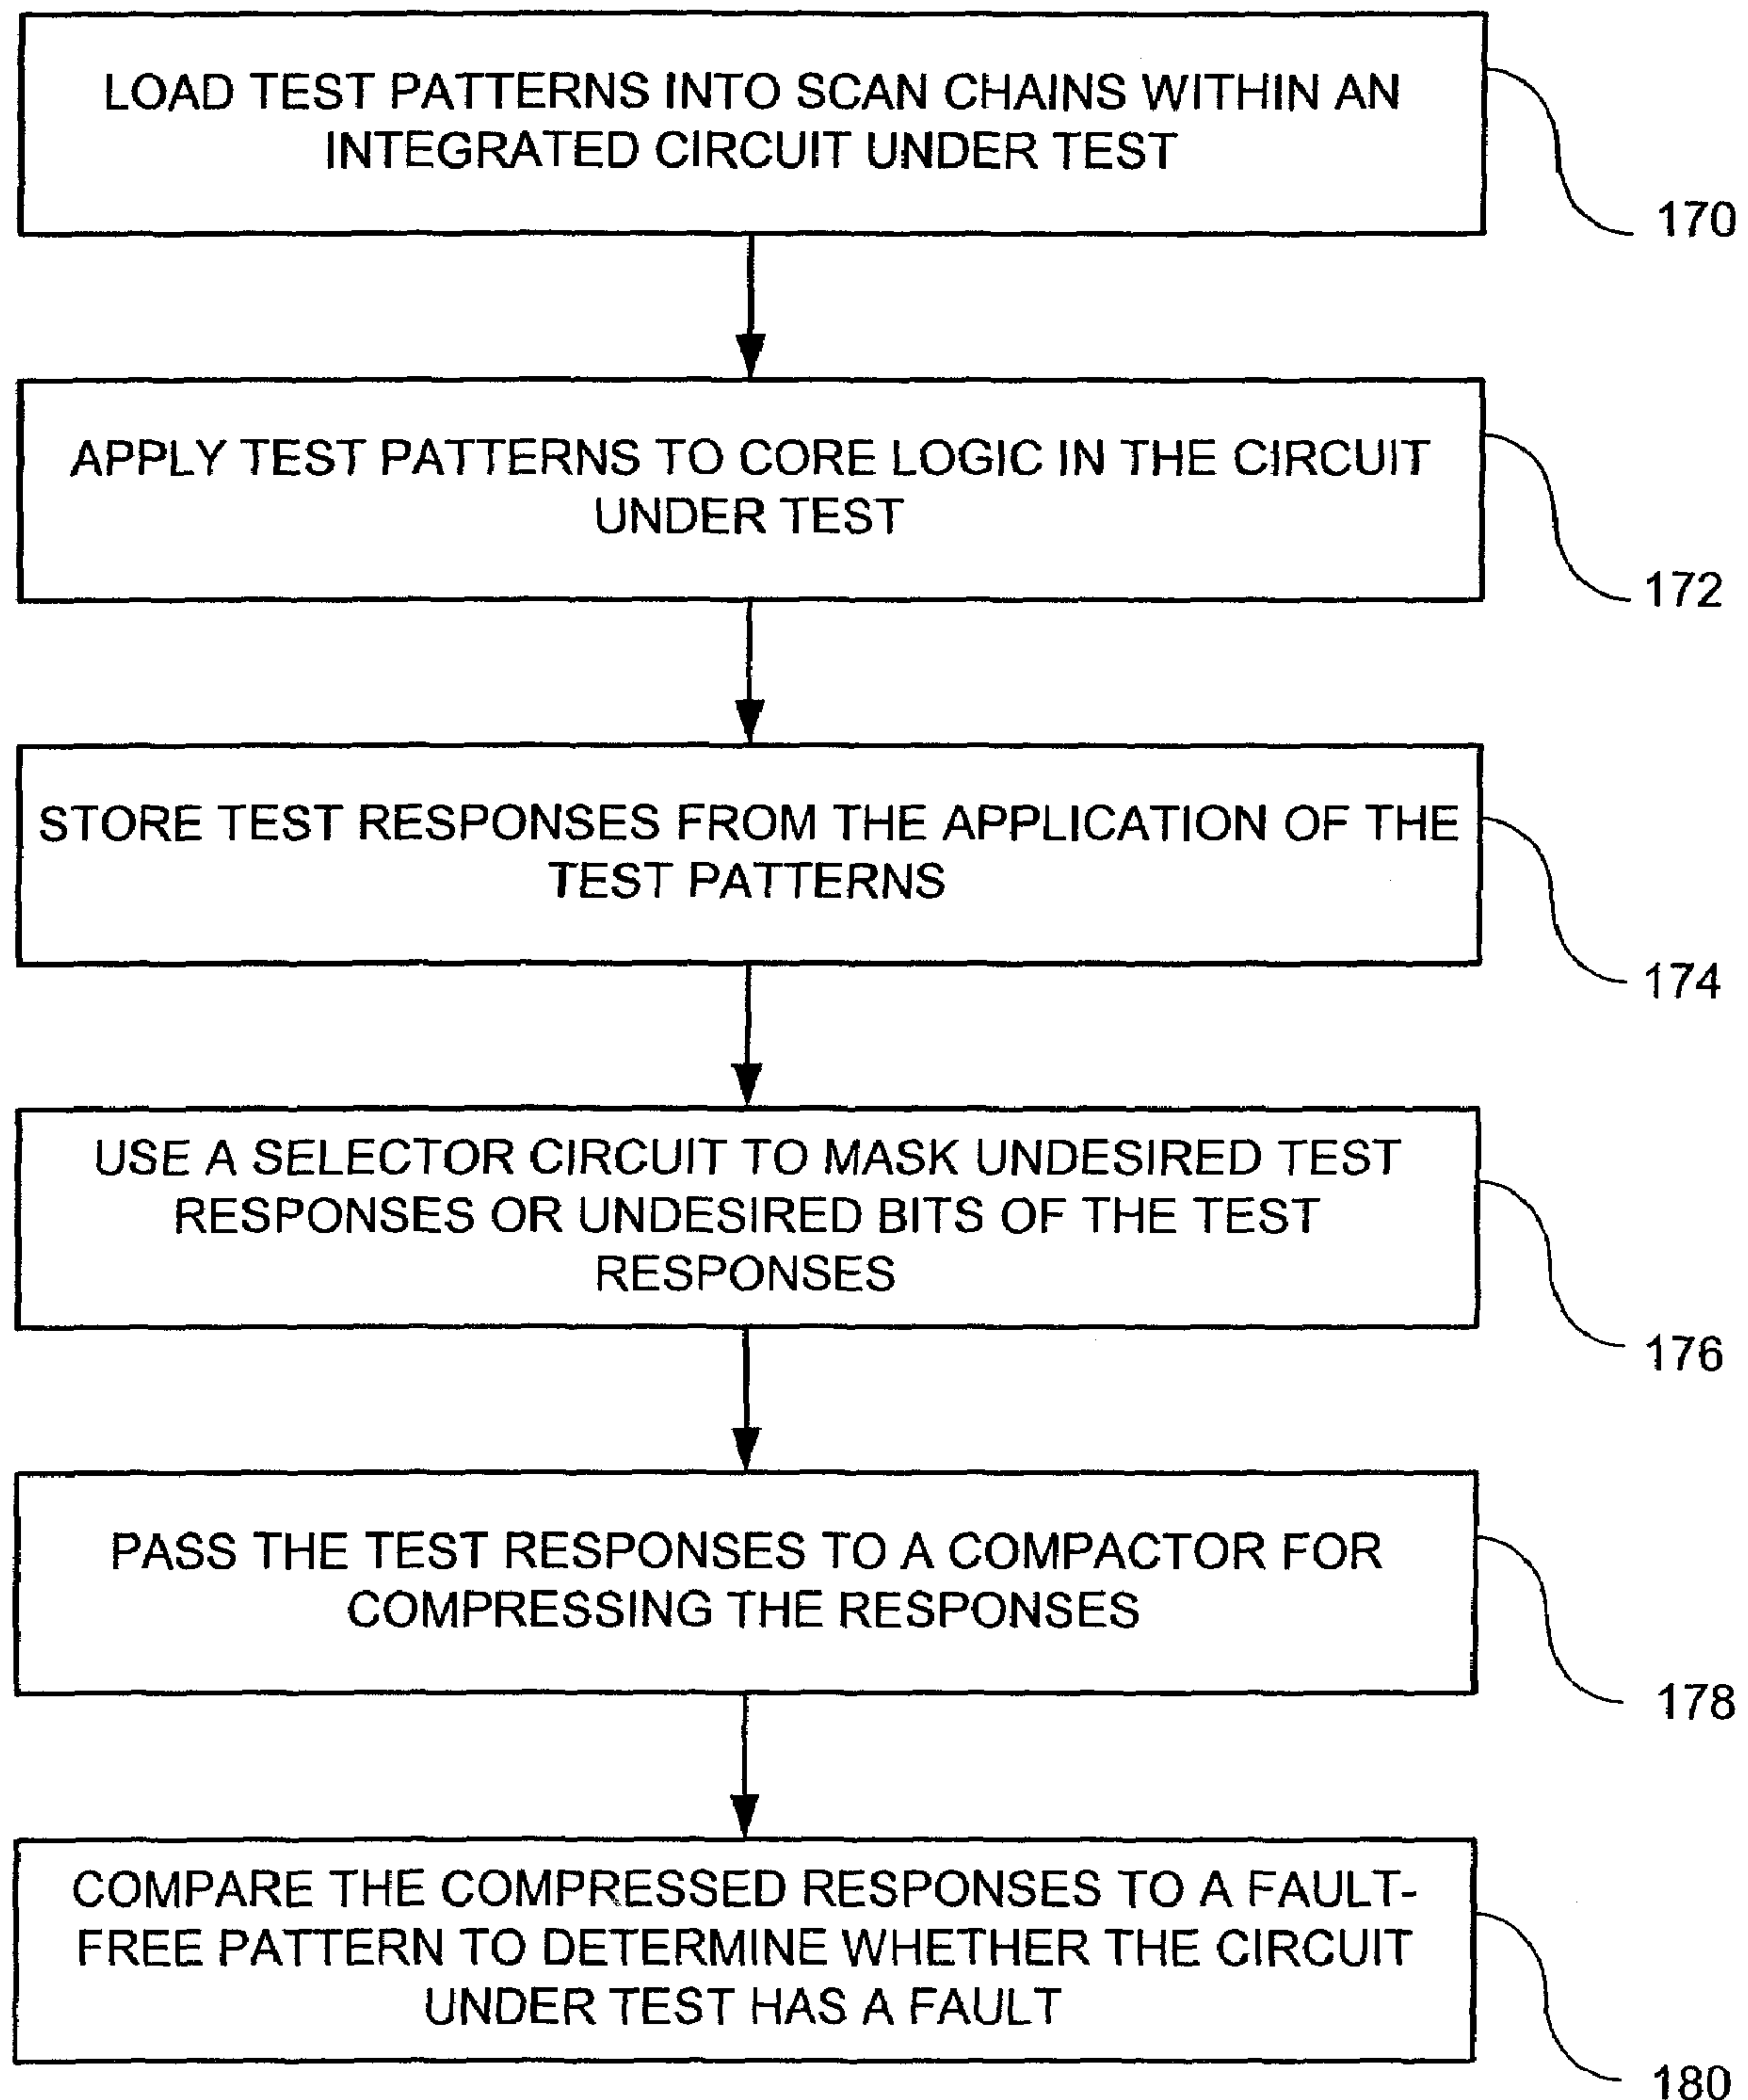 LOAD TEST PATTERNS INTO SCAN CHAINS WITHIN AN
INTEGRATED CIRCUIT UNDER TEST
170
APPLY TEST PATTERNS TO CORE LOGIC IN THE CIRCUIT
UNDER TEST
172
STORE TEST RESPONSES FROM THE APPLICATION OF THE
TEST PATTERNS
174
USE A SELECTOR CIRCUIT TO MASK UNDESIRED TEST
RESPONSES OR UNDESIRED BITS OF THE TEST
RESPONSES
176
PASS THE TEST RESPONSES TO A COMPACTOR FOR
COMPRESSING THE RESPONSES
178
COMPARE THE COMPRESSED RESPONSES TO A FAULT-
FREE PATTERN TO DETERMINE WHETHER THE CIRCUIT
UNDER TEST HAS A FAULT
180